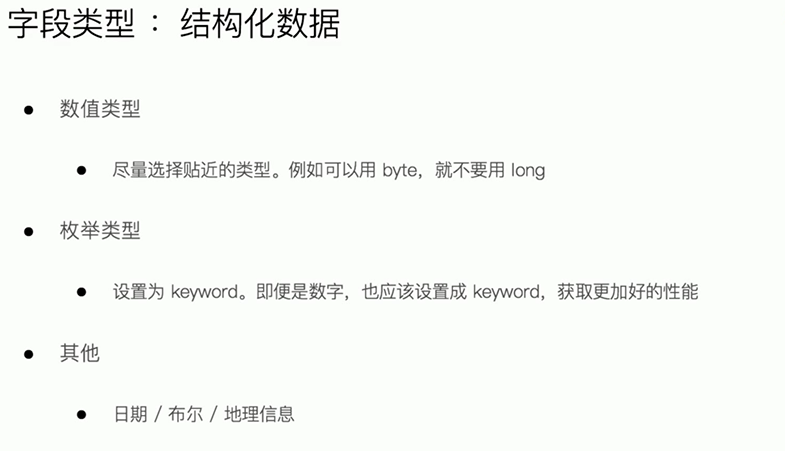 字段类型 ： 结构化数据
● 数值类型
● 尽量选择贴近的类型。例如可以用 byte，就不要用 long
● 枚举类型
● 设置为 keyword。即便是数字，也应该设置成 keyword，获取更加好的性能
● 其他
● 日期 / 布尔 / 地理信息